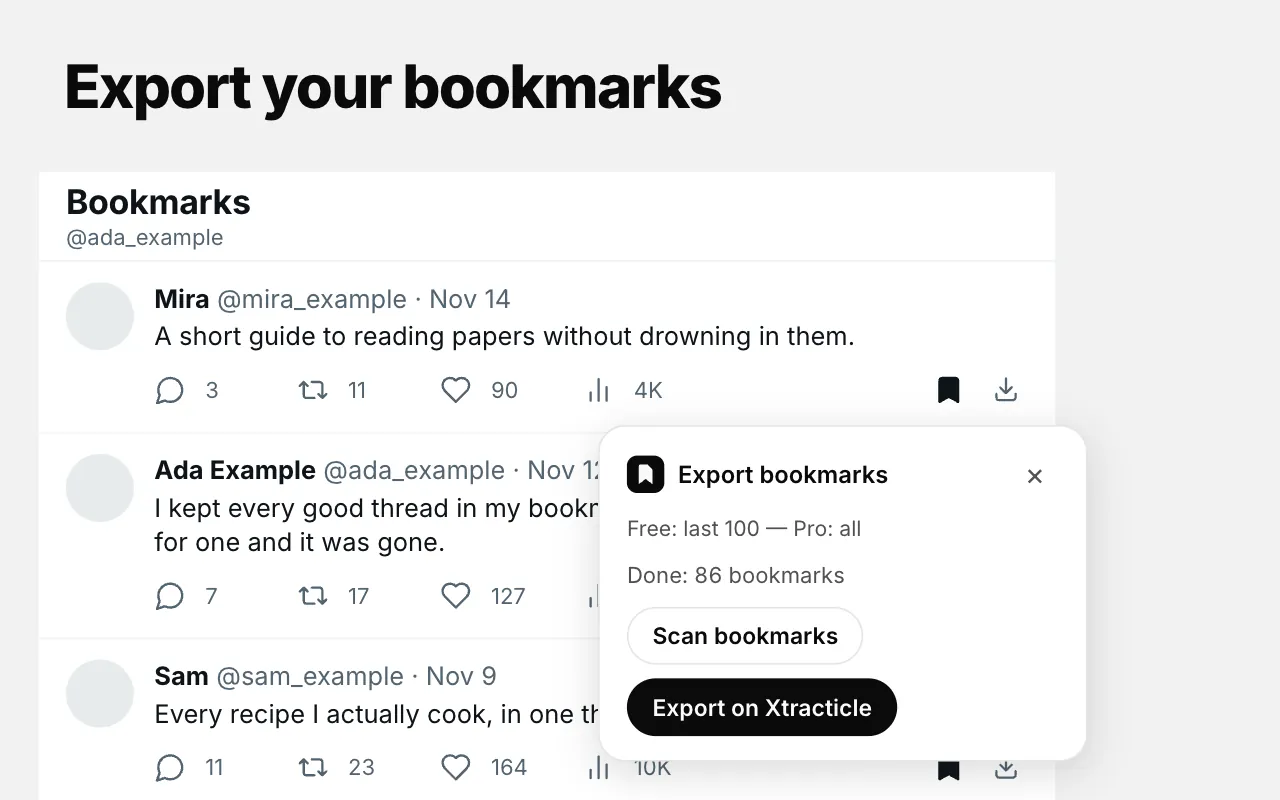 Export your bookmarks
Bookmarks
@ada_example
Mira @mira_example · Nov 14
A short guide to reading papers without drowning in them.
3 11 90 4K
Ada Example @ada_example · Nov
I kept every good thread in my
for one and it was gone.
7 17 127
Export bookmarks
Free: last 100 — Pro: all
Done: 86 bookmarks
Scan bookmarks
Export on Xtracticle
Sam @sam_example · Nov 9
Every recipe I actually cook, in one
11 23 164 10K